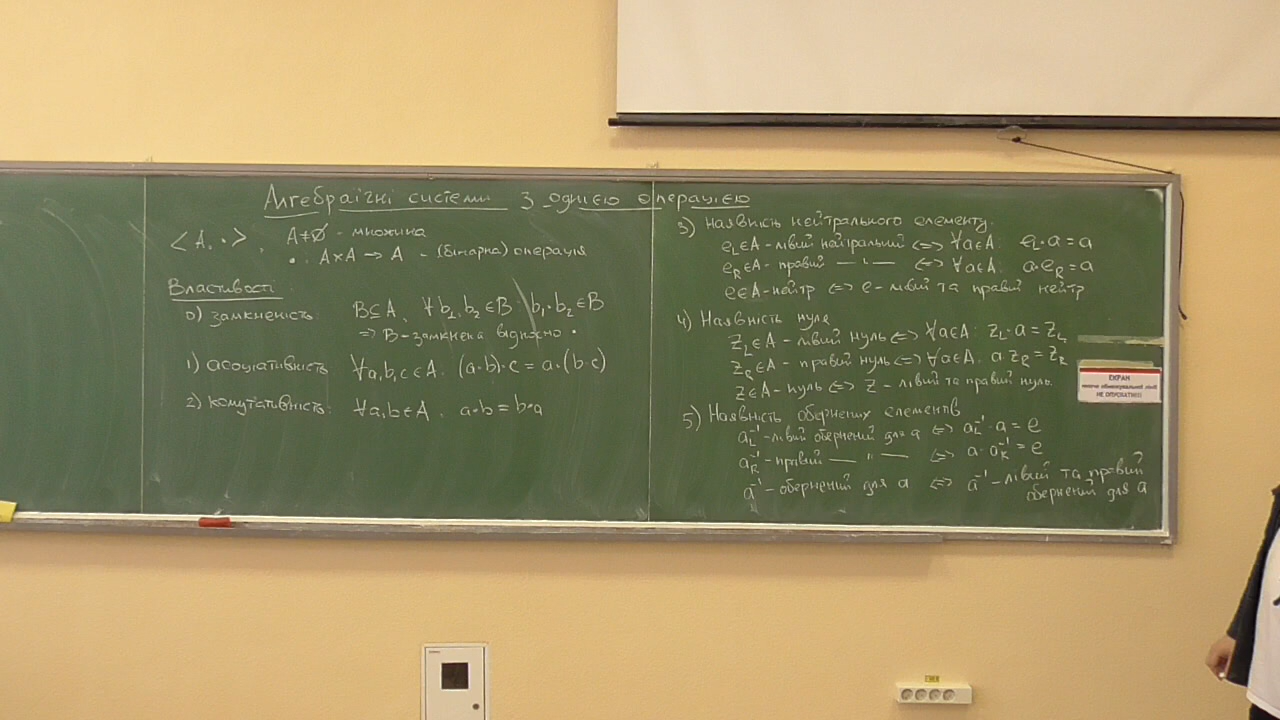 Алгебраїчні системи з однією операцією
<A, ·>, A≠∅ - множина
· : A×A → A - (бінарна) операція
Властивості:
0) замкненість B⊆A, ∀b₁,b₂∈B: b₁·b₂∈B
=> B - замкнена відносно ·
1) асоціативність ∀a,b,c∈A: (a·b)·c = a·(b·c)
2) комутативність: ∀a,b∈A: a·b = b·a
3) Наявність нейтрального елементу:
e_L∈A - лівий нейтральний <=> ∀a∈A: e_L·a = a
e_R∈A - правий — " — <=> ∀a∈A: a·e_R = a
e∈A - нейтр <=> e - лівий та правий нейтр
4) Наявність нуля
z_L∈A - лівий нуль <=> ∀a∈A: z_L·a = z_L
z_R∈A - правий нуль <=> ∀a∈A: a·z_R = z_R
z∈A - нуль <=> z - лівий та правий нуль.
5) Наявність обернених елементів
a_L⁻¹ - лівий обернений для a <=> a_L⁻¹·a = e
a_R⁻¹ - правий — " — <=> a·a_R⁻¹ = e
a⁻¹ - обернений для a <=> a⁻¹ - лівий та правий
обернений для a
ЕКРАН
НЕ ОПУСКАТИ!!!